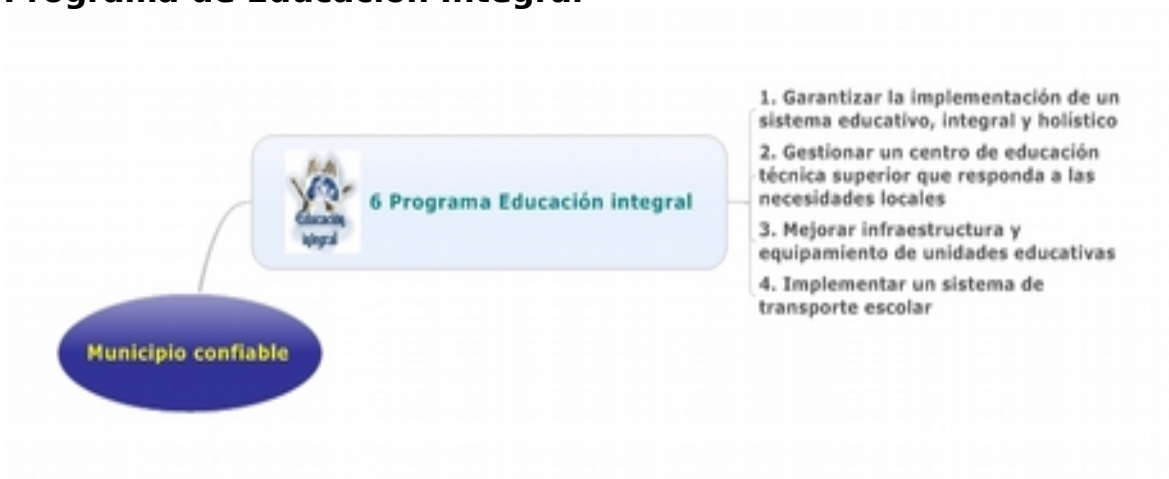 Programa de Educación Integral
Educación
integral
6 Programa Educación integral
1. Garantizar la implementación de un
sistema educativo, integral y holístico
2. Gestionar un centro de educación
técnica superior que responda a las
necesidades locales
3. Mejorar infraestructura y
equipamiento de unidades educativas
4. Implementar un sistema de
transporte escolar
Municipio confiable